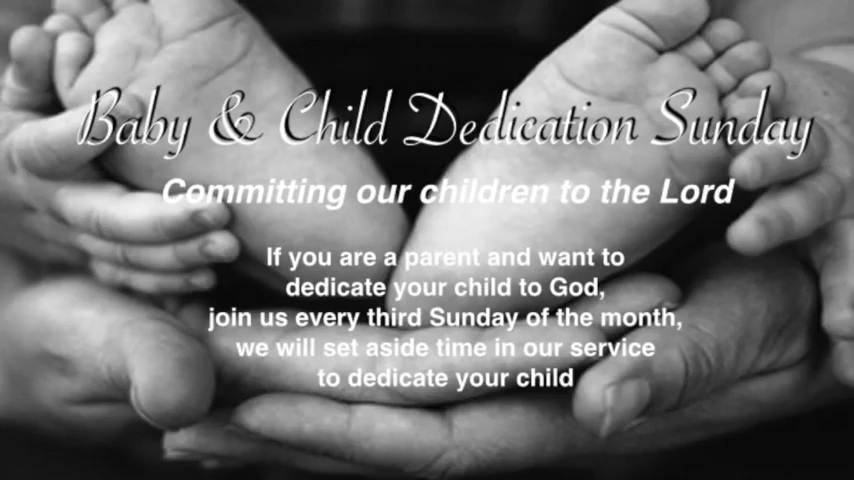 Baby & Child Dedication Sunday
Committing our children to the Lord
If you are a parent and want to
dedicate your child to God,
join us every third Sunday of the month,
we will set aside time in our service
to dedicate your child